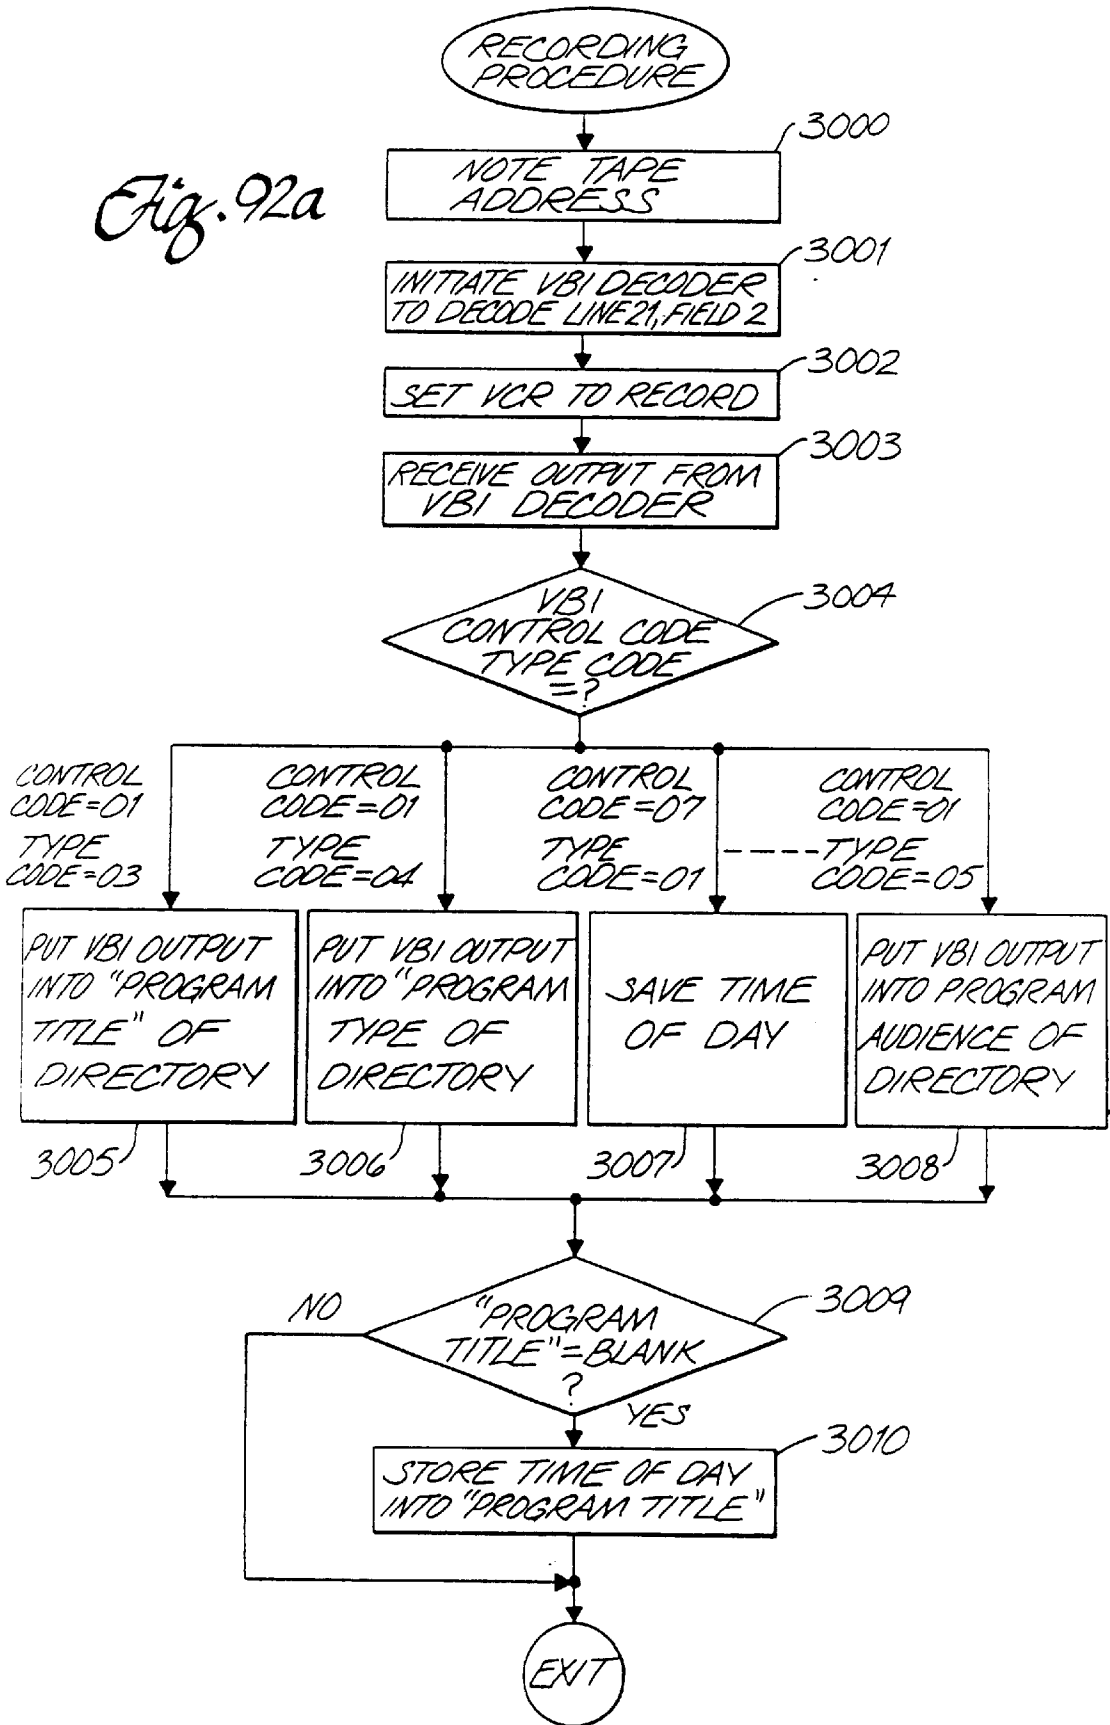 RECORDING
PROCEDURE
Fig. 92a
3000
NOTE TAPE
ADDRESS
3001
INITIATE VBI DECODER
TO DECODE LINE 21, FIELD 2
3002
SET VCR TO RECORD
3003
RECEIVE OUTPUT FROM
VBI DECODER
3004
VBI
CONTROL CODE
TYPE CODE
=?
CONTROL
CODE=01
TYPE
CODE=03
CONTROL
CODE=01
TYPE
CODE=04
CONTROL
CODE=07
TYPE
CODE=01
CONTROL
CODE=01
TYPE
CODE=05
PUT VBI OUTPUT
INTO "PROGRAM
TITLE" OF
DIRECTORY
3005
PUT VBI OUTPUT
INTO "PROGRAM
TYPE OF
DIRECTORY
3006
SAVE TIME
OF DAY
3007
PUT VBI OUTPUT
INTO PROGRAM
AUDIENCE OF
DIRECTORY
3008
3009
"PROGRAM
TITLE"=BLANK
?
NO
YES
3010
STORE TIME OF DAY
INTO "PROGRAM TITLE"
EXIT